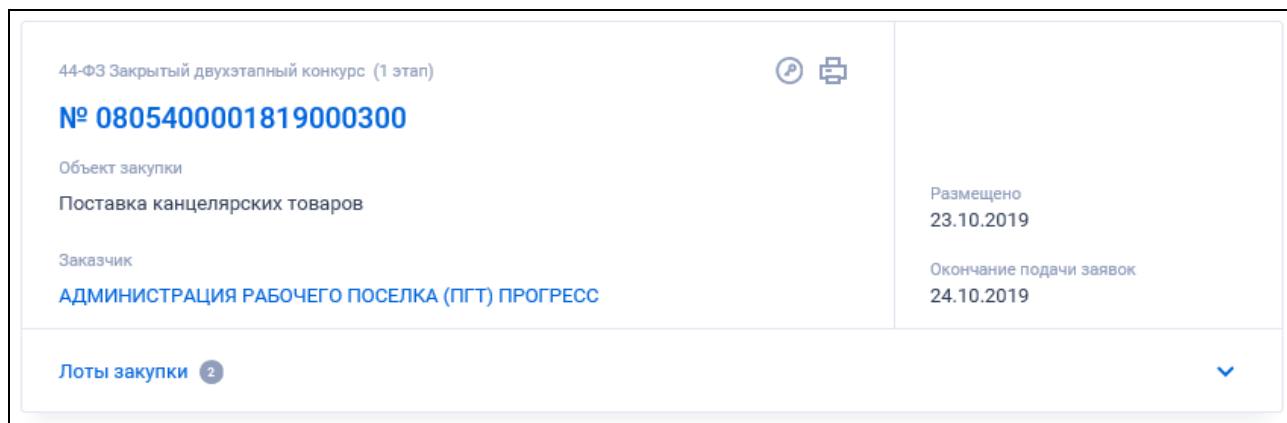 44-ФЗ Закрытый двухэтапный конкурс (1 этап)
№ 0805400001819000300
Объект закупки
Поставка канцелярских товаров
Заказчик
АДМИНИСТРАЦИЯ РАБОЧЕГО ПОСЕЛКА (ПГТ) ПРОГРЕСС
Размещено
23.10.2019
Окончание подачи заявок
24.10.2019
Лоты закупки 2